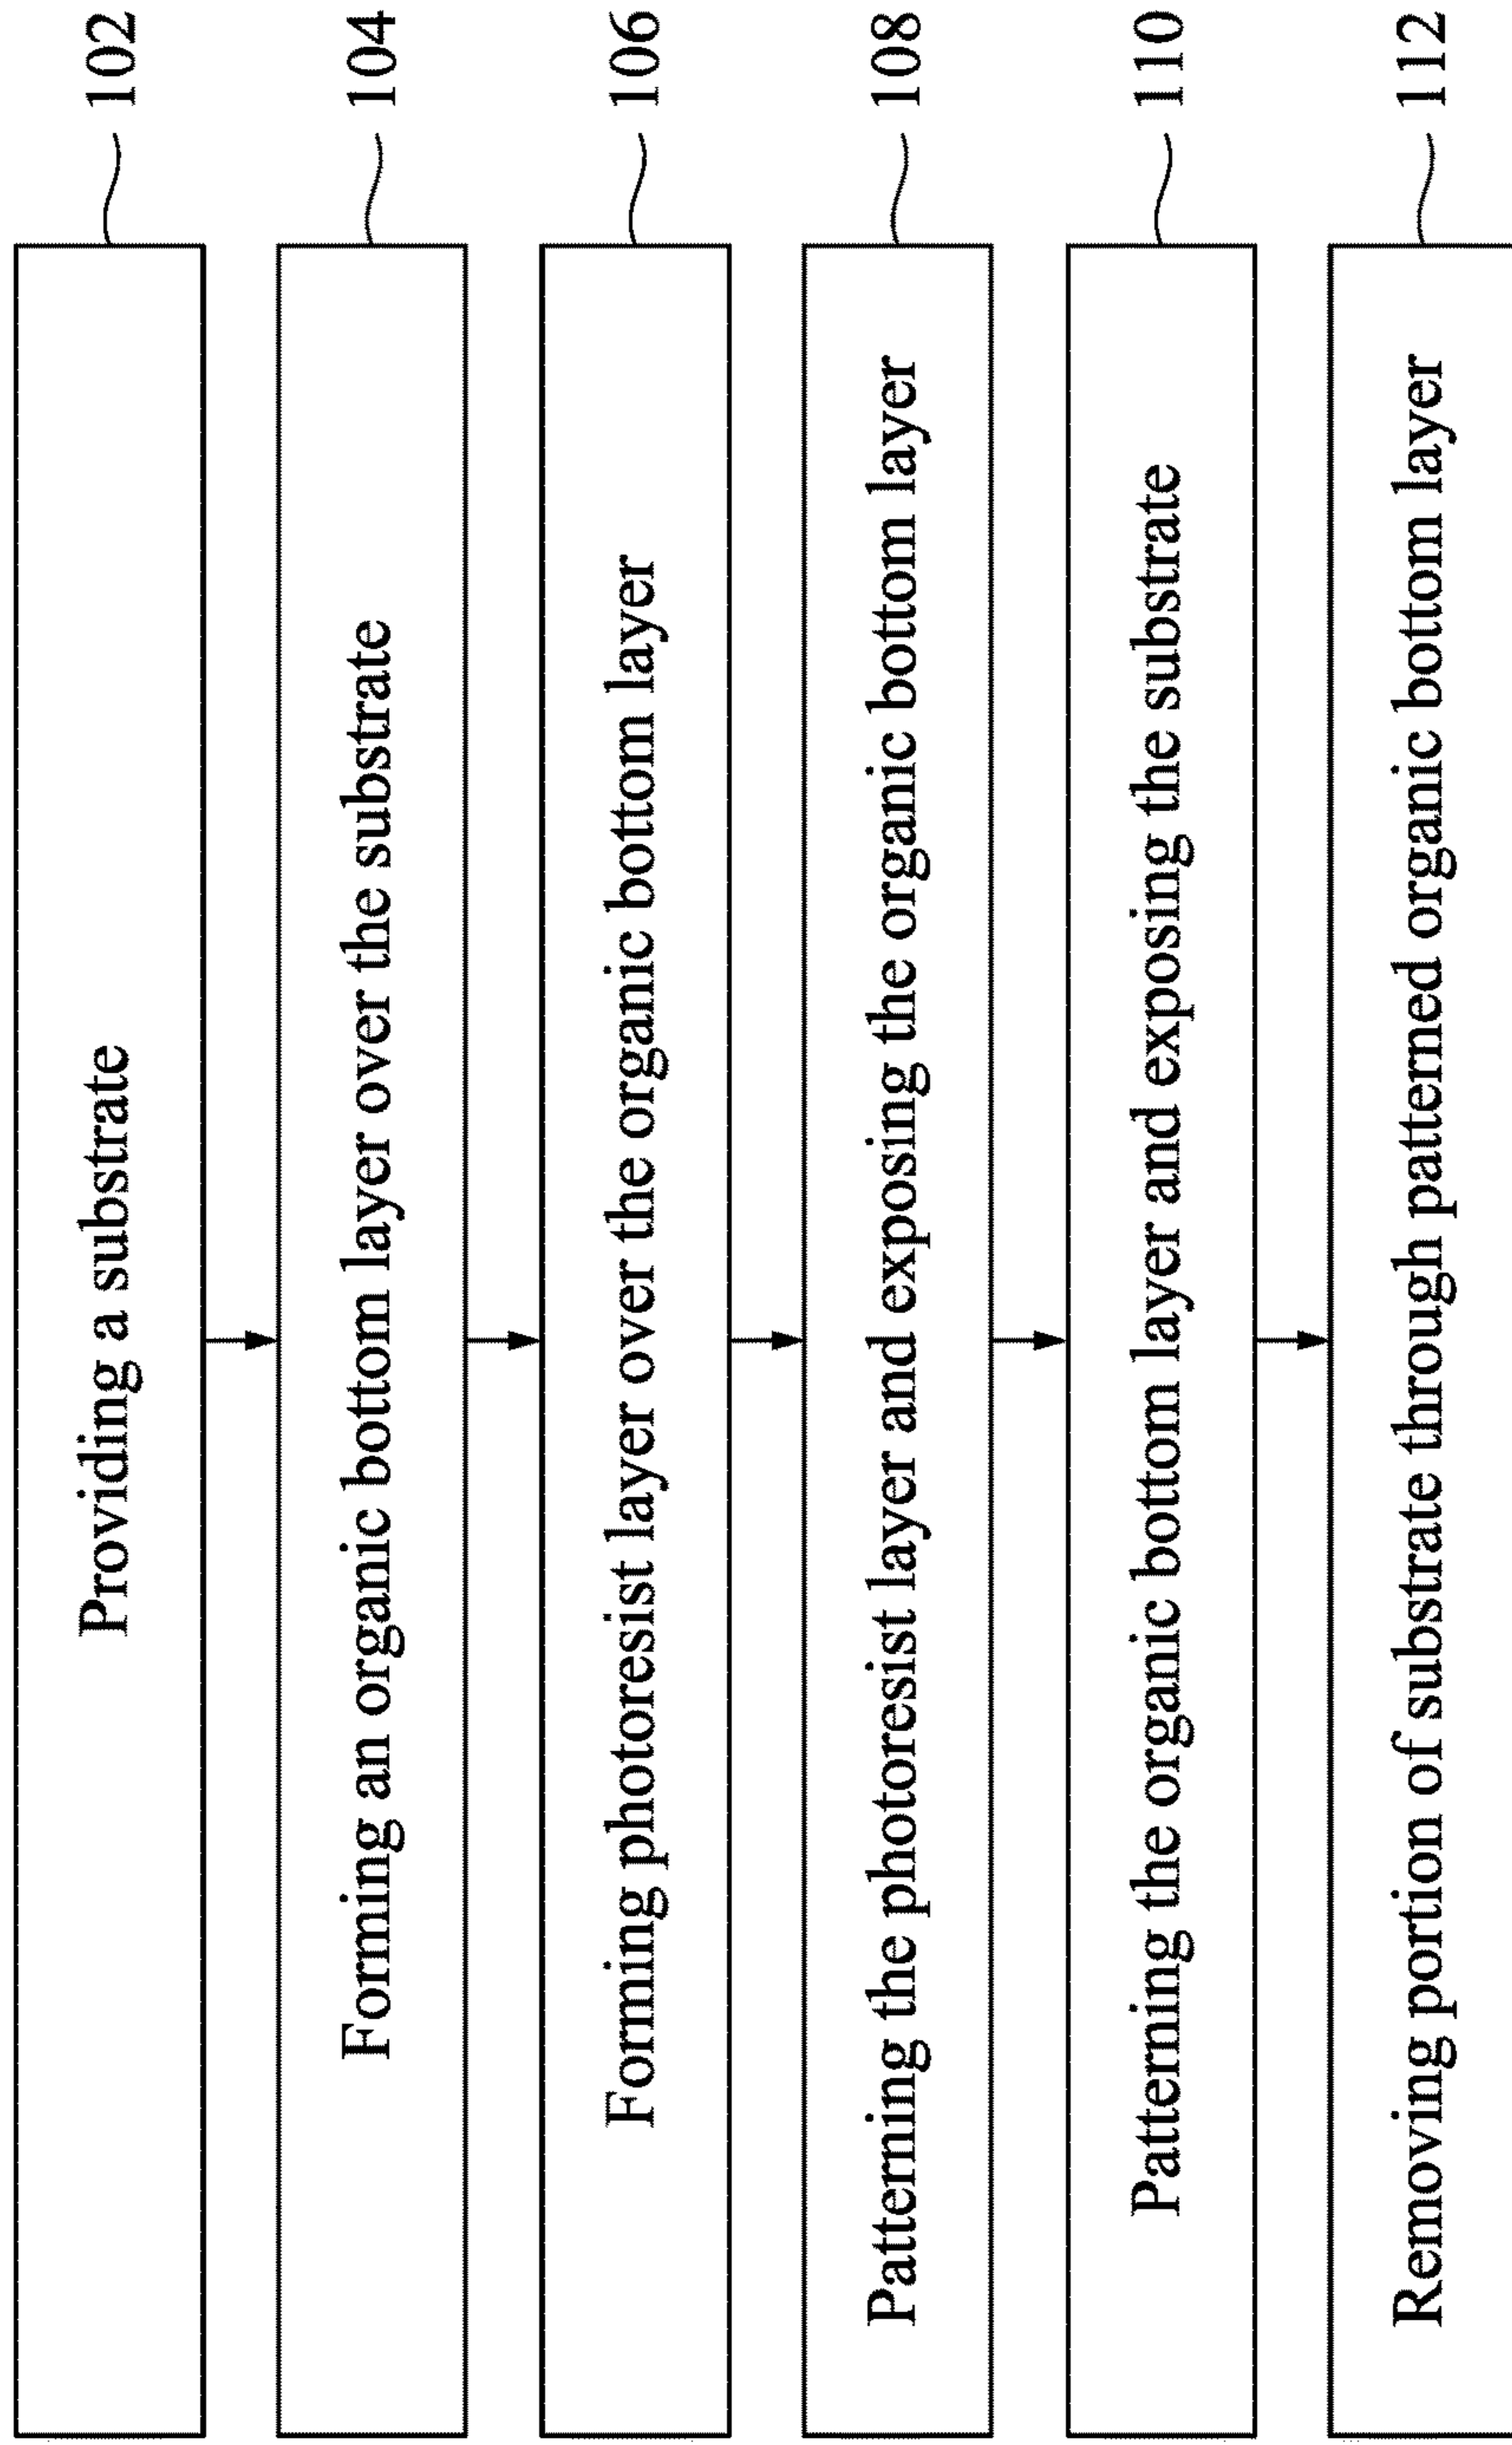 Providing a substrate
102
Forming an organic bottom layer over the substrate
104
Forming photoresist layer over the organic bottom layer
106
Patterning the photoresist layer and exposing the organic bottom layer
108
Patterning the organic bottom layer and exposing the substrate
110
Removing portion of substrate through patterned organic bottom layer
112